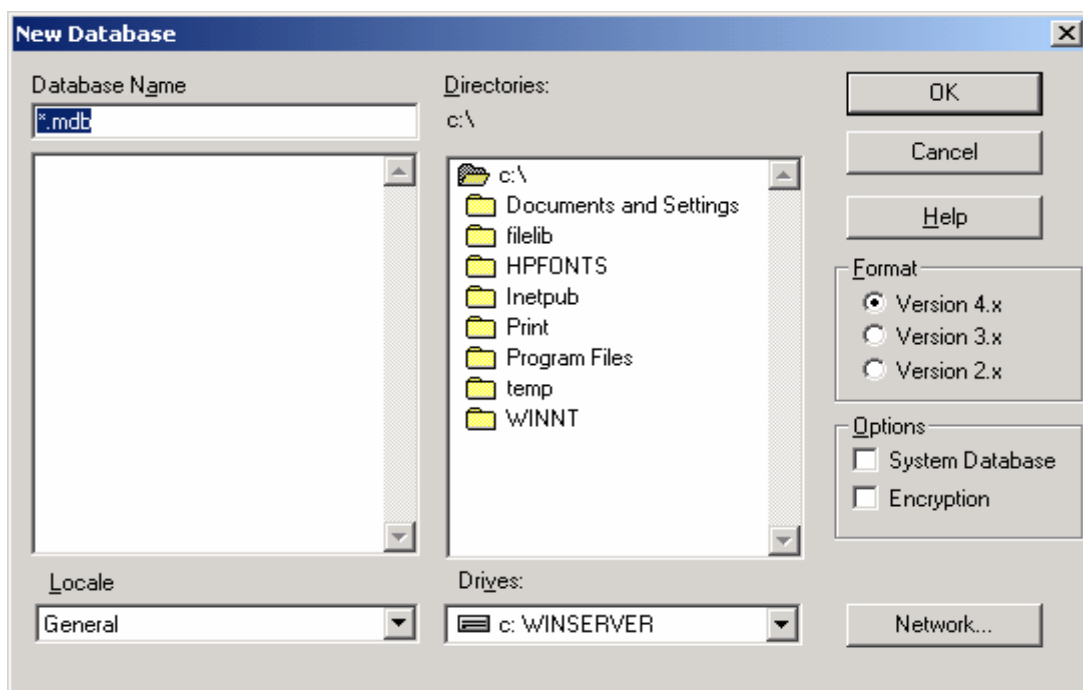 New Database
Database Name
*.mdb
Directories:
c:\
c:\
Documents and Settings
filelib
HPFONTS
Inetpub
Print
Program Files
temp
WINNT
OK
Cancel
Help
Format
Version 4.x
Version 3.x
Version 2.x
Options
System Database
Encryption
Locale
General
Drives:
c: WINSERVER
Network...